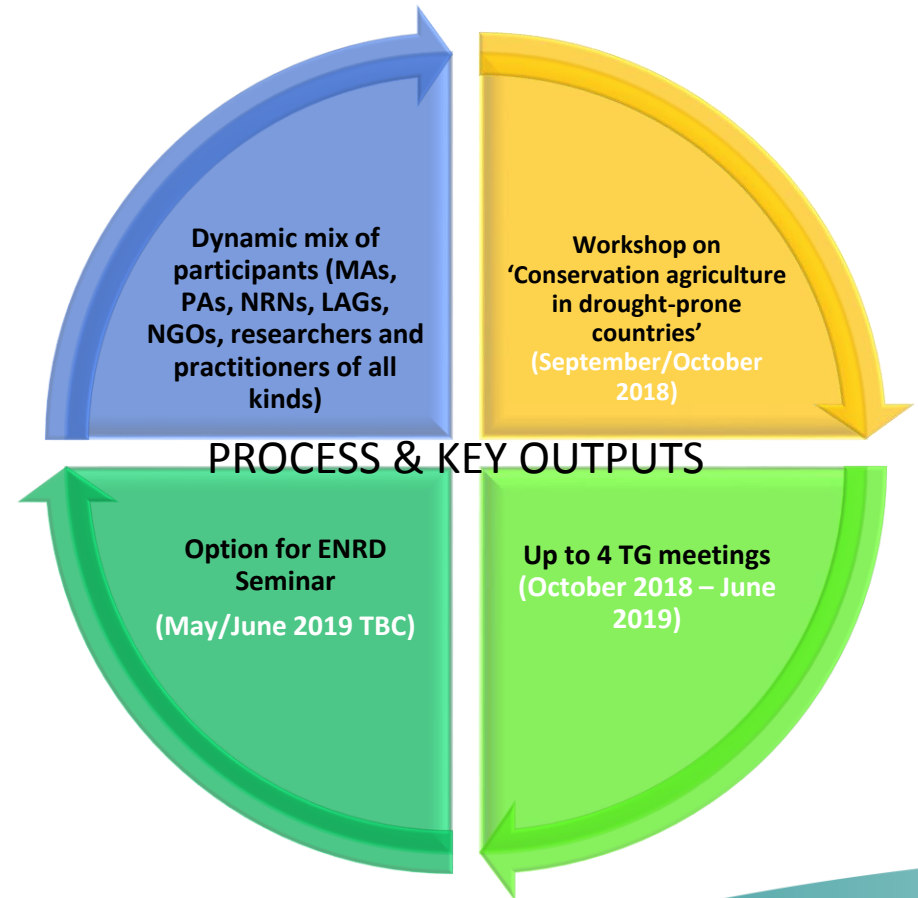 Dynamic mix of
participants (MAs,
PAs, NRNs, LAGs,
NGOs, researchers and
practitioners of all
kinds)
Workshop on
‘Conservation agriculture
in drought-prone
countries’
(September/October
2018)
PROCESS & KEY OUTPUTS
Option for ENRD
Seminar
(May/June 2019 TBC)
Up to 4 TG meetings
(October 2018 – June
2019)